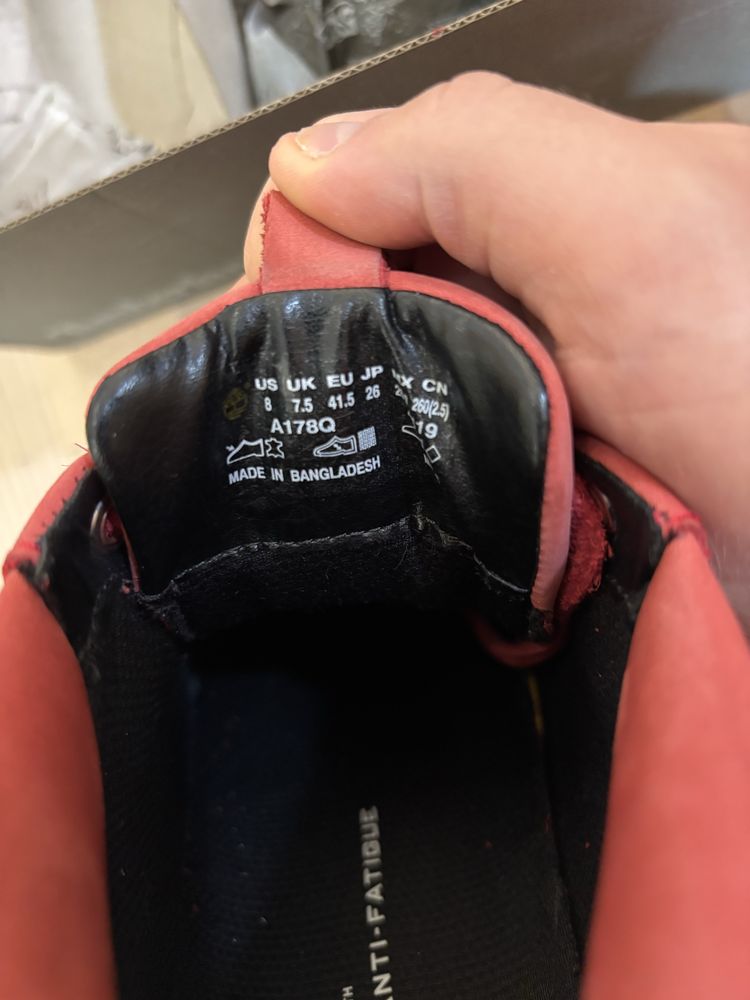 US UK EU JP CN
8 7.5 41.5 26 260(2.5)
A178Q 19
MADE IN BANGLADESH
ANTI-FATIGUE